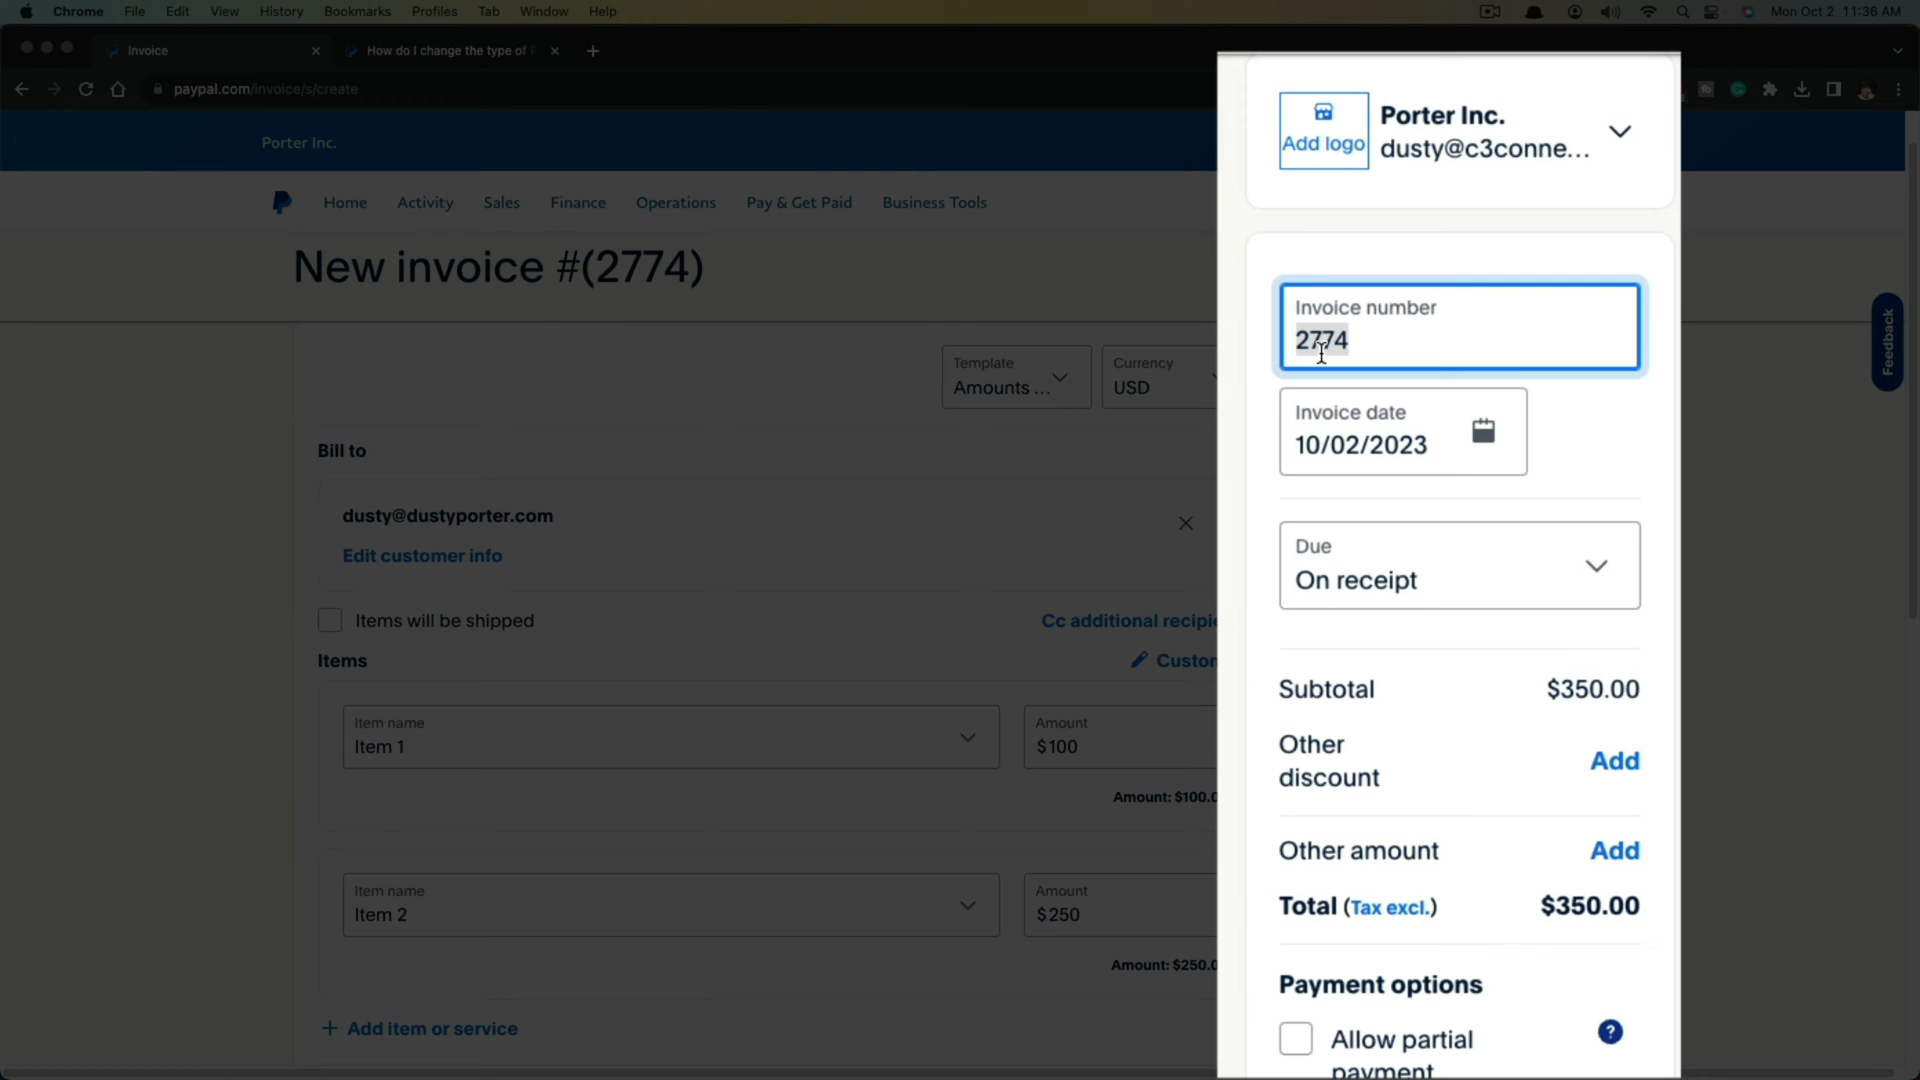 Chrome File Edit View History Bookmarks Profiles Tab Window Help
Mon Oct 2 11:36 AM
Invoice
How do I change the type of
paypal.com/invoice/s/create
Porter Inc.
Home Activity Sales Finance Operations Pay & Get Paid Business Tools
New invoice #(2774)
Template
Amounts ...
Currency
USD
Bill to
dusty@dustyporter.com
Edit customer info
Items will be shipped
Cc additional
Items
Item name
Item 1
Amount
$100
Amount: $100.0
Item name
Item 2
Amount
$250
Amount: $250.0
+ Add item or service
Add logo
Porter Inc.
dusty@c3conne...
Invoice number
2774
Invoice date
10/02/2023
Due
On receipt
Subtotal $350.00
Other
discount
Add
Other amount Add
Total (Tax excl.) $350.00
Payment options
Allow partial
payment
?
Feedback